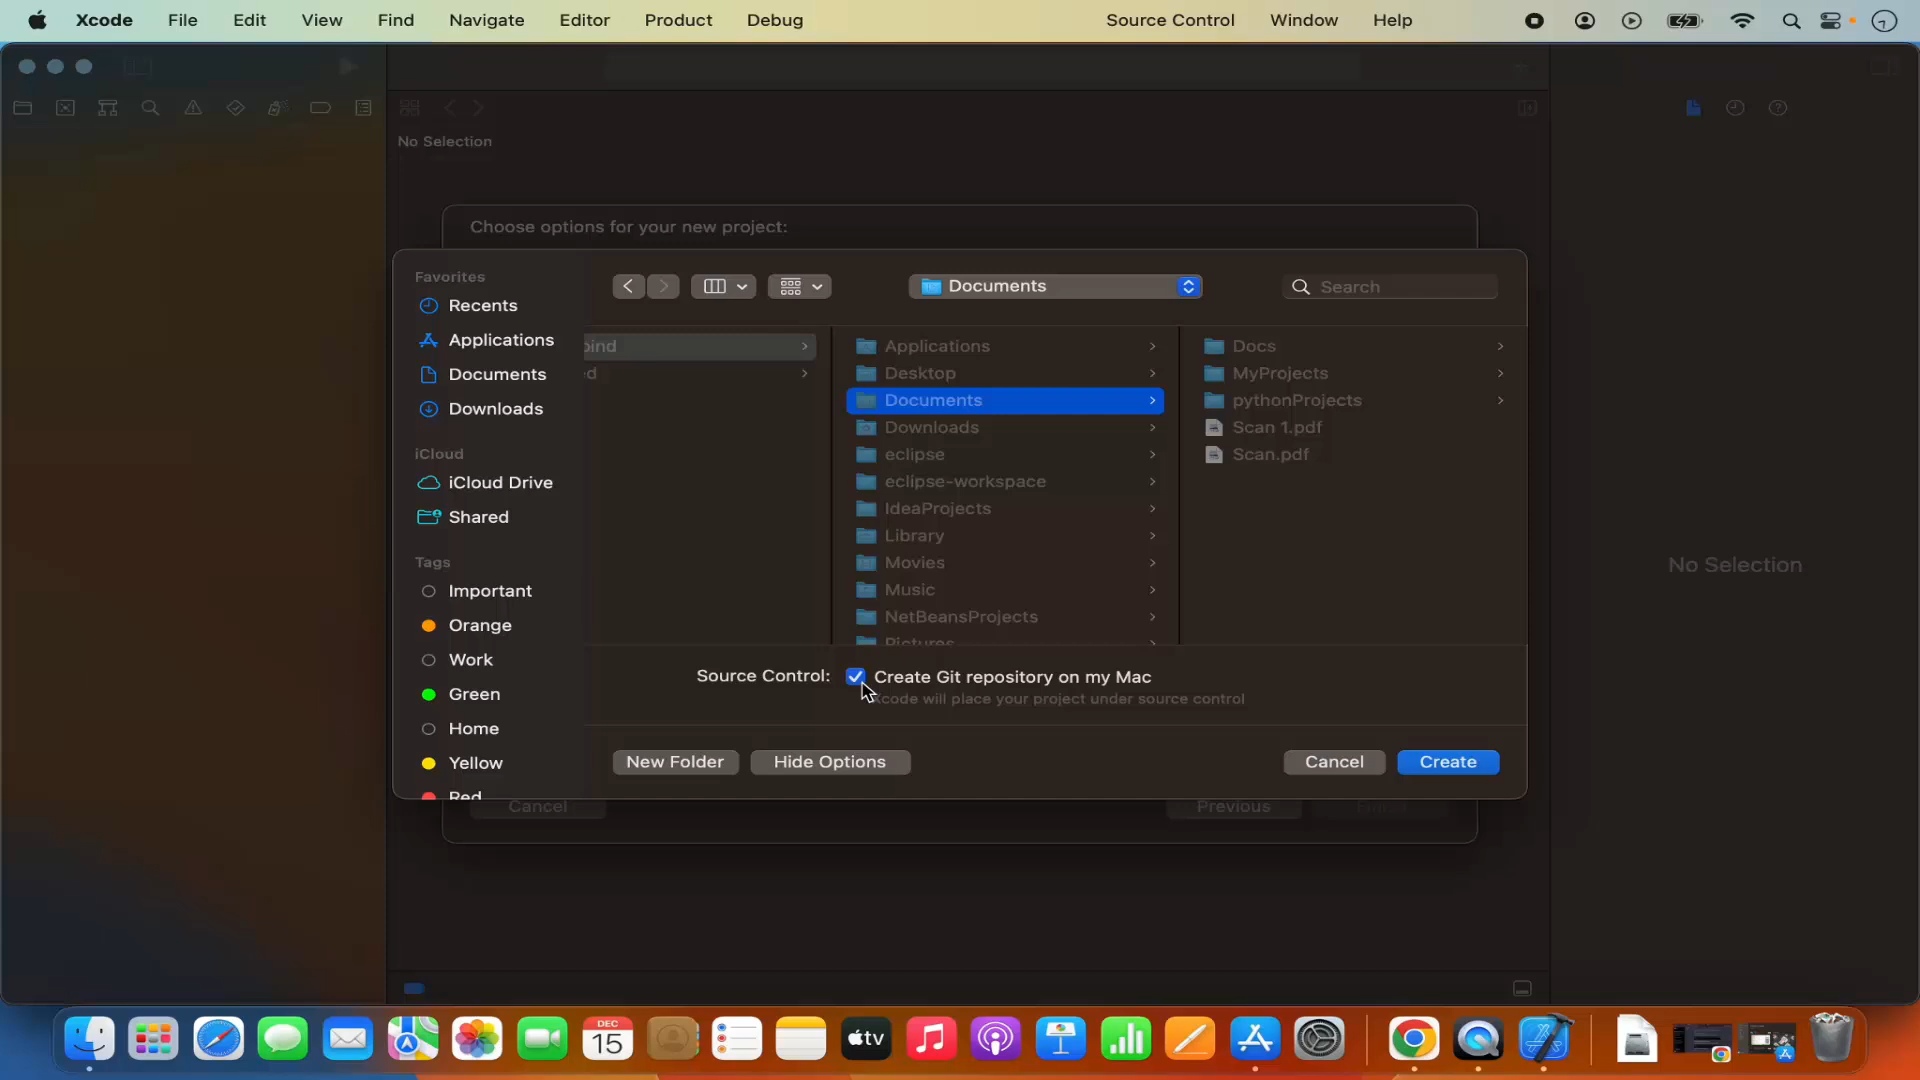 Xcode File Edit View Find Navigate Editor Product Debug Source Control Window Help
No Selection
Choose options for your new project:
Favorites
Recents
Applications
Documents
Downloads
iCloud
iCloud Drive
Shared
Tags
Important
Orange
Work
Green
Home
Yellow
Red
Documents
Search
Applications
Desktop
Documents
Downloads
eclipse
eclipse-workspace
IdeaProjects
Library
Movies
Music
NetBeansProjects
Pictures
Docs
MyProjects
pythonProjects
Scan 1.pdf
Scan.pdf
No Selection
Source Control: Create Git repository on my Mac
Xcode will place your project under source control
New Folder Hide Options Cancel Create
Cancel Previous
DEC
15
tv